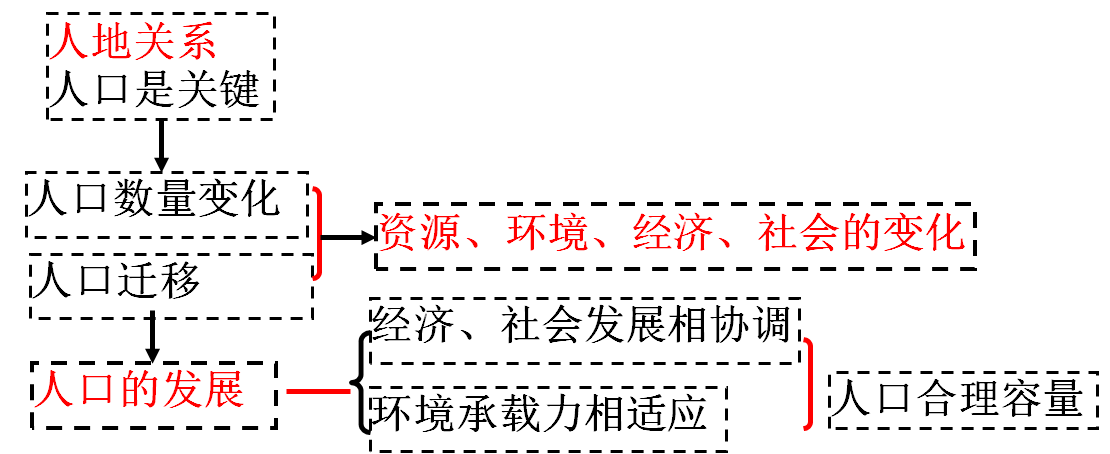 人地关系
人口是关键
人口数量变化
资源、环境、经济、社会的变化
人口迁移
经济、社会发展相协调
人口的发展
环境承载力相适应
人口合理容量